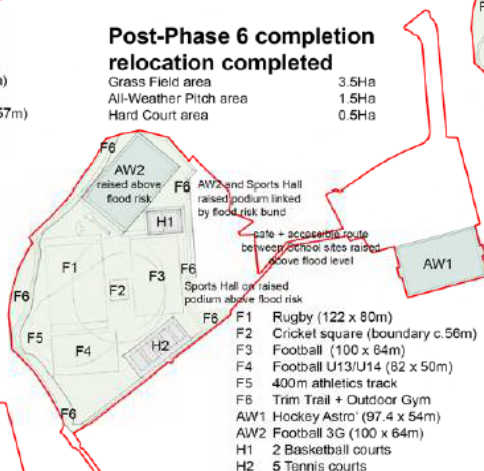 Post-Phase 6 completion
relocation completed
Grass Field area 3.5Ha
All-Weather Pitch area 1.5Ha
Hard Court area 0.5Ha
57m)
F6
AW2
raised above
flood risk
F6
AW2 and Sports Hall
raised podium linked
by flood risk bund
H1
safe + accessible route
between school sites raised
above flood level
AW1
F1
F2
F3
F6
Sports Hall on raised
podium above flood risk
F6
F6
F5
F4
H2
F6
F1 Rugby (122 x 80m)
F2 Cricket square (boundary c.56m)
F3 Football (100 x 64m)
F4 Football U13/U14 (82 x 50m)
F5 400m athletics track
F6 Trim Trail + Outdoor Gym
AW1 Hockey Astro' (97.4 x 54m)
AW2 Football 3G (100 x 64m)
H1 2 Basketball courts
H2 5 Tennis courts